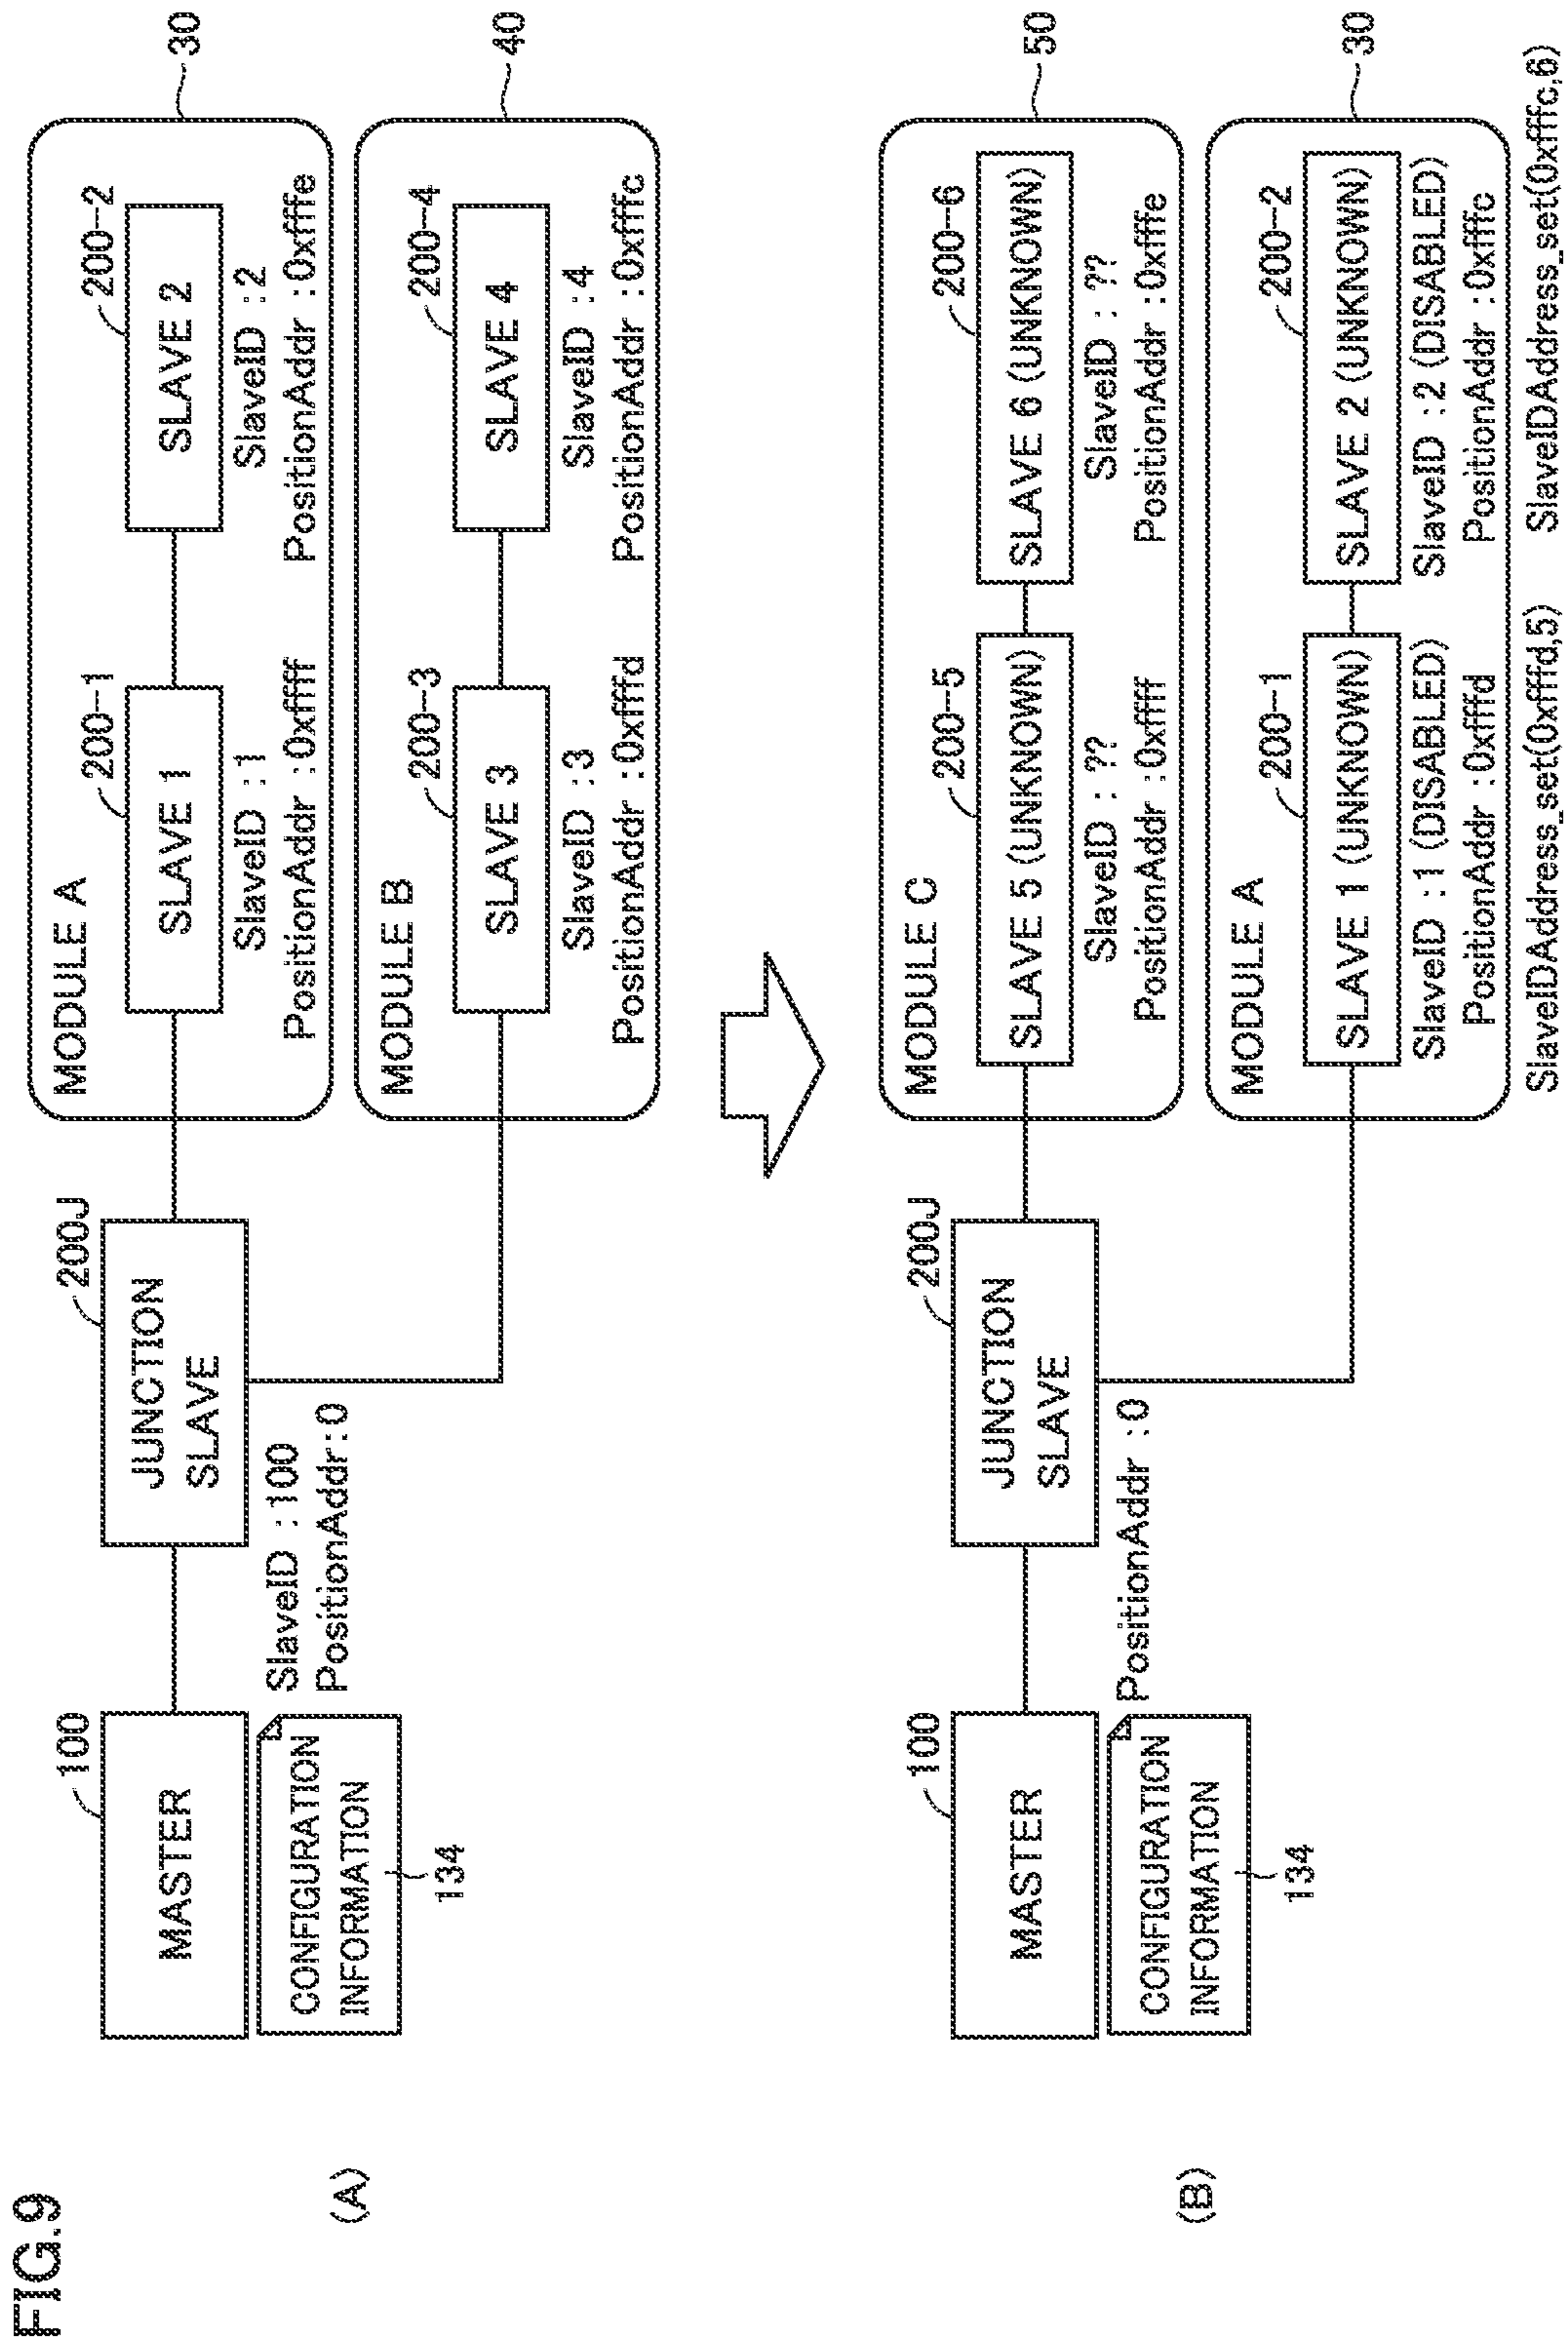 FIG.9
(A)
100
MASTER
CONFIGURATION
INFORMATION
134
200J
JUNCTION
SLAVE
SlaveID :100
PositionAddr:0
MODULE A
30
200-1
SLAVE 1
SlaveID :1
PositionAddr :0xffff
200-2
SLAVE 2
SlaveID :2
PositionAddr :0xfffe
MODULE B
40
200-3
SLAVE 3
SlaveID :3
PositionAddr :0xfffd
200-4
SLAVE 4
SlaveID :4
PositionAddr :0xfffc
(B)
100
MASTER
CONFIGURATION
INFORMATION
134
200J
JUNCTION
SLAVE
PositionAddr :0
MODULE C
50
200-5
SLAVE 5 (UNKNOWN)
SlaveID : ??
PositionAddr :0xffff
200-6
SLAVE 6 (UNKNOWN)
SlaveID : ??
PositionAddr :0xfffe
MODULE A
30
200-1
SLAVE 1 (UNKNOWN)
SlaveID :1 (DISABLED)
PositionAddr :0xfffd
200-2
SLAVE 2 (UNKNOWN)
SlaveID :2 (DISABLED)
PositionAddr :0xfffc
SlaveIDAddress_set(0xfffd,5)
SlaveIDAddress_set(0xfffc,6)